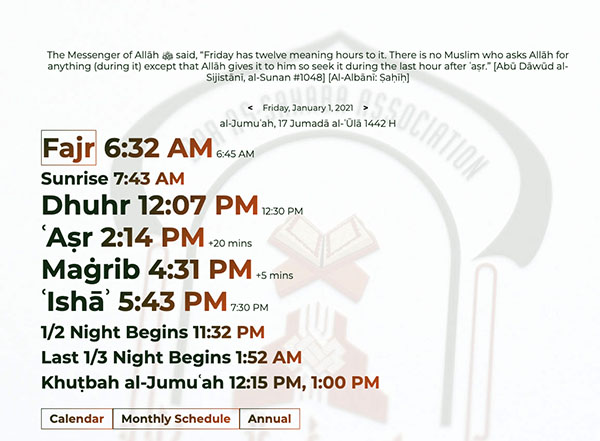 The Messenger of Allāh ﷺ said, “Friday has twelve meaning hours to it. There is no Muslim who asks Allāh for
anything (during it) except that Allāh gives it to him so seek it during the last hour after ʿaṣr.” [Abū Dāwūd al-
Sijistānī, al-Sunan #1048] [Al-Albānī: Ṣaḥiḥ]
< Friday, January 1, 2021 >
al-Jumuʿah, 17 Jumadā al-ʾŪlā 1442 H
Fajr 6:32 AM 6:45 AM
Sunrise 7:43 AM
Dhuhr 12:07 PM 12:30 PM
ʿAṣr 2:14 PM +20 mins
Maġrib 4:31 PM +5 mins
ʿIshāʾ 5:43 PM 7:30 PM
1/2 Night Begins 11:32 PM
Last 1/3 Night Begins 1:52 AM
Khuṭbah al-Jumuʿah 12:15 PM, 1:00 PM
Calendar Monthly Schedule Annual
AS-SAHABA ASSOCIATION